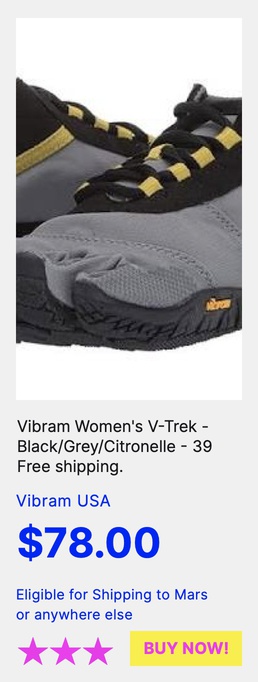 vibram
Vibram Women's V-Trek -
Black/Grey/Citronelle - 39
Free shipping.
Vibram USA
$78.00
Eligible for Shipping to Mars
or anywhere else
BUY NOW!